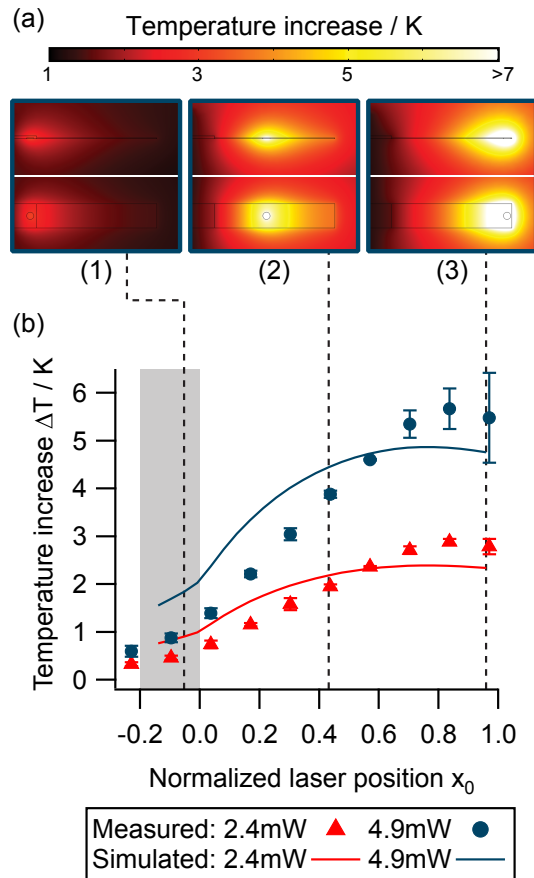 (a)
Temperature increase / K
1 3 5 >7
(1) (2) (3)
(b)
Temperature increase ΔT / K
6
5
4
3
2
1
0
-0.2 0.0 0.2 0.4 0.6 0.8 1.0
Normalized laser position x₀
Measured: 2.4mW 4.9mW
Simulated: 2.4mW 4.9mW